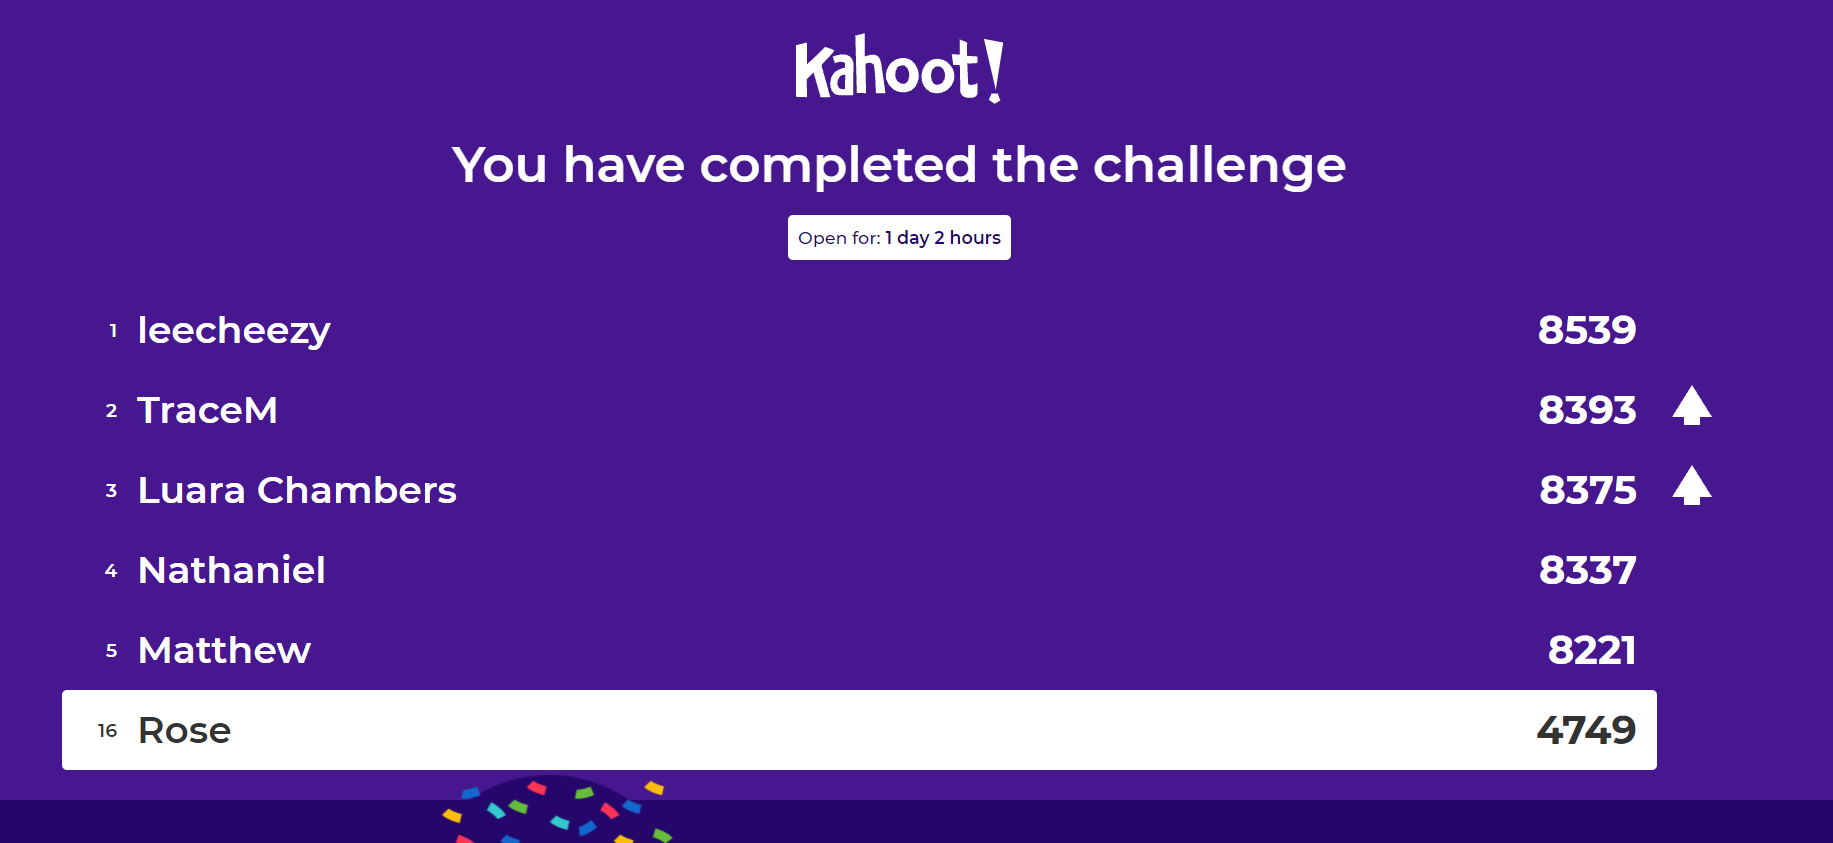 Kahoot!
You have completed the challenge
Open for: 1 day 2 hours
1 leecheezy 8539
2 TraceM 8393
3 Luara Chambers 8375
4 Nathaniel 8337
5 Matthew 8221
16 Rose 4749